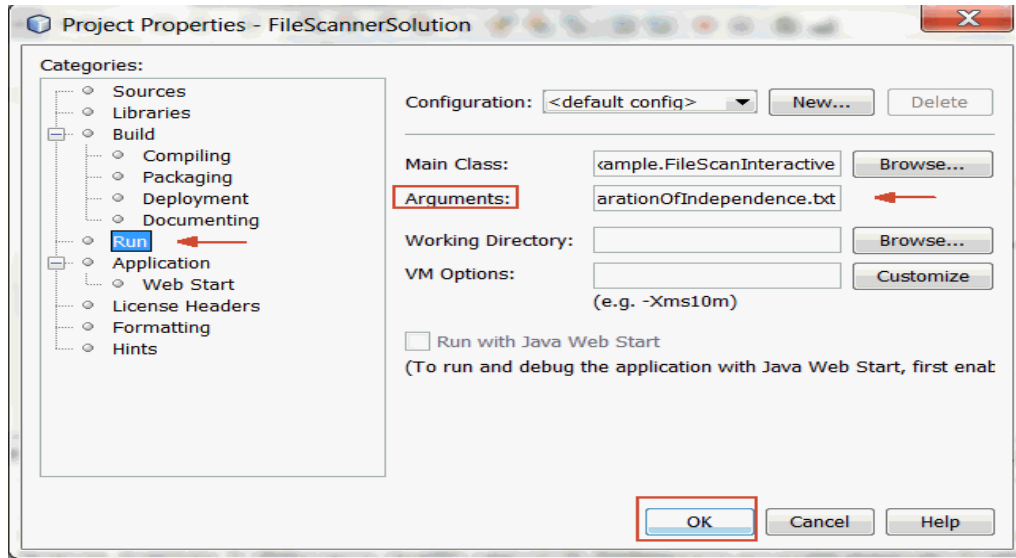 Project Properties - FileScannerSolution
Categories:
Sources
Libraries
Build
Compiling
Packaging
Deployment
Documenting
Run
Application
Web Start
License Headers
Formatting
Hints
Configuration: <default config> New... Delete
Main Class: xample.FileScanInteractive Browse...
Arguments: arationOfIndependence.txt
Working Directory: Browse...
VM Options: Customize
(e.g. -Xms10m)
Run with Java Web Start
(To run and debug the application with Java Web Start, first enab
OK Cancel Help